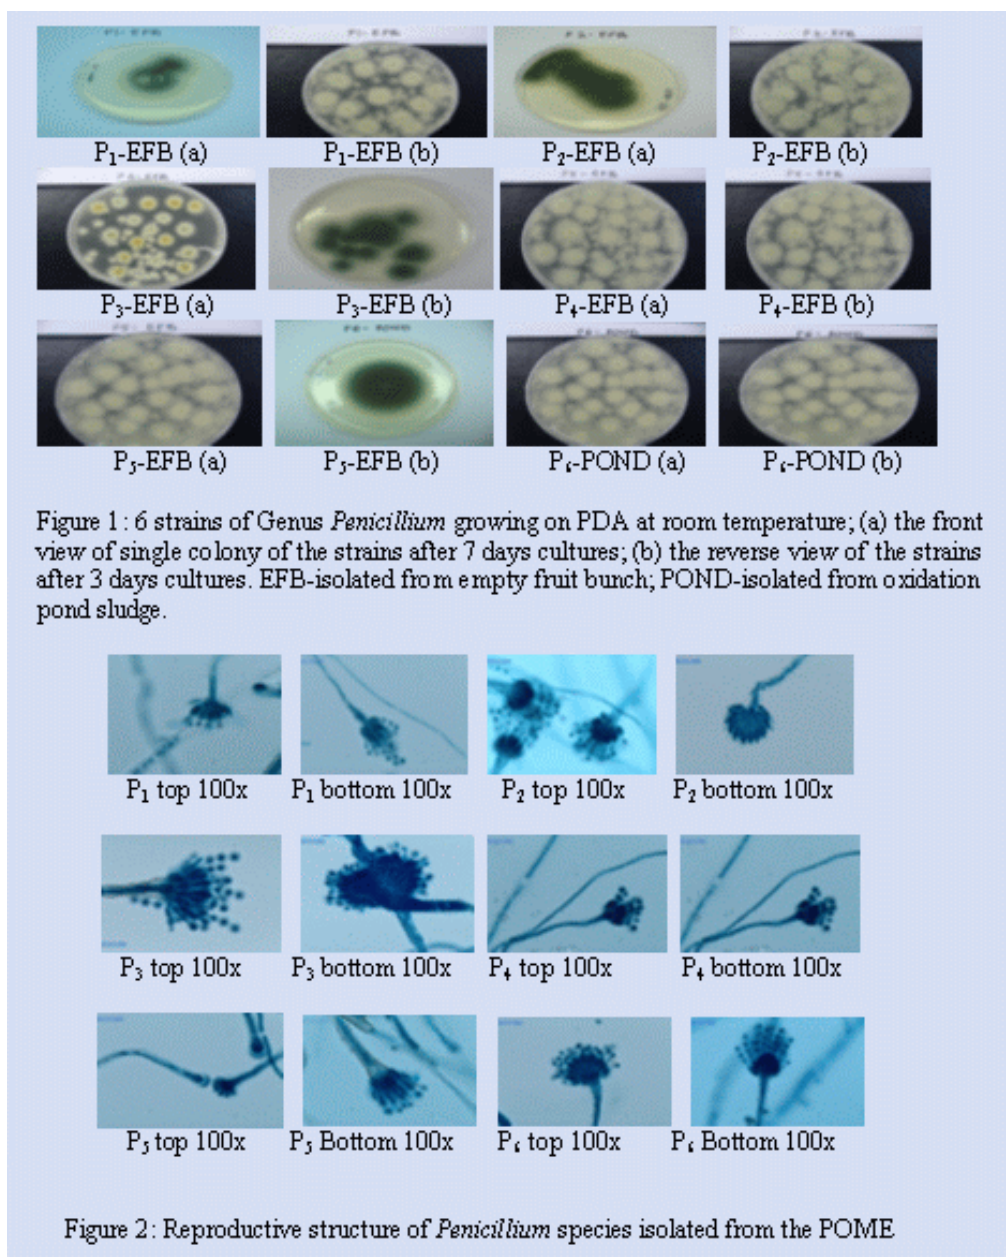 P₁-EFB (a) P₁-EFB (b) P₂-EFB (a) P₂-EFB (b)
P₃-EFB (a) P₃-EFB (b) P₄-EFB (a) P₄-EFB (b)
P₅-EFB (a) P₅-EFB (b) P₆-POND (a) P₆-POND (b)
Figure 1: 6 strains of Genus Penicillium growing on PDA at room temperature; (a) the front
view of single colony of the strains after 7 days cultures; (b) the reverse view of the strains
after 3 days cultures. EFB-isolated from empty fruit bunch; POND-isolated from oxidation
pond sludge.
P₁ top 100x P₁ bottom 100x P₂ top 100x P₂ bottom 100x
P₃ top 100x P₃ bottom 100x P₄ top 100x P₄ bottom 100x
P₅ top 100x P₅ Bottom 100x P₆ top 100x P₆ Bottom 100x
Figure 2: Reproductive structure of Penicillium species isolated from the POME